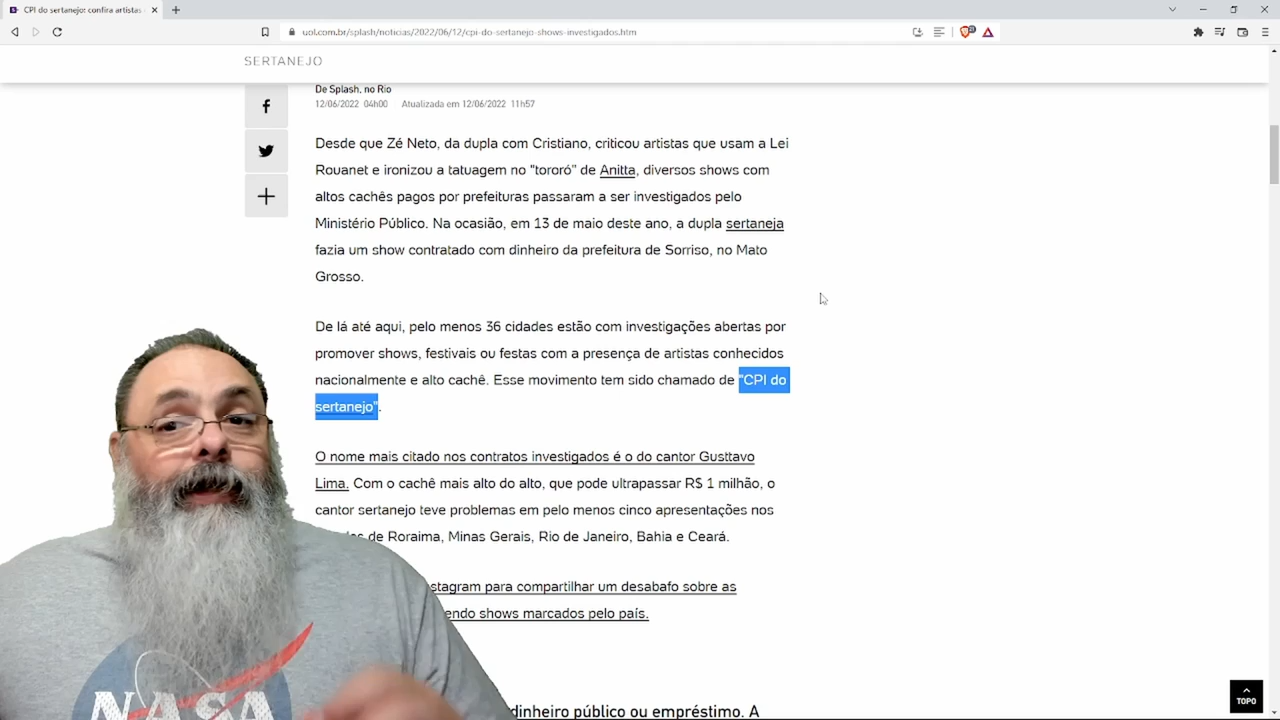 CPI do sertanejo: confira artistas
uol.com.br/splash/noticias/2022/06/12/cpi-do-sertanejo-shows-investigados.htm
SERTANEJO
De Splash, no Rio
12/06/2022 04h00 Atualizada em 12/06/2022 11h57
Desde que Zé Neto, da dupla com Cristiano, criticou artistas que usam a Lei
Rouanet e ironizou a tatuagem no "tororó" de Anitta, diversos shows com
altos cachês pagos por prefeituras passaram a ser investigados pelo
Ministério Público. Na ocasião, em 13 de maio deste ano, a dupla sertaneja
fazia um show contratado com dinheiro da prefeitura de Sorriso, no Mato
Grosso.
De lá até aqui, pelo menos 36 cidades estão com investigações abertas por
promover shows, festivais ou festas com a presença de artistas conhecidos
nacionalmente e alto cachê. Esse movimento tem sido chamado de "CPI do
sertanejo".
O nome mais citado nos contratos investigados é o do cantor Gusttavo
Lima. Com o cachê mais alto do alto, que pode ultrapassar R$ 1 milhão, o
cantor sertanejo teve problemas em pelo menos cinco apresentações nos
de Roraima, Minas Gerais, Rio de Janeiro, Bahia e Ceará.
stagram para compartilhar um desabafo sobre as
endo shows marcados pelo país.
dinheiro público ou empréstimo. A
TOPO
NASA